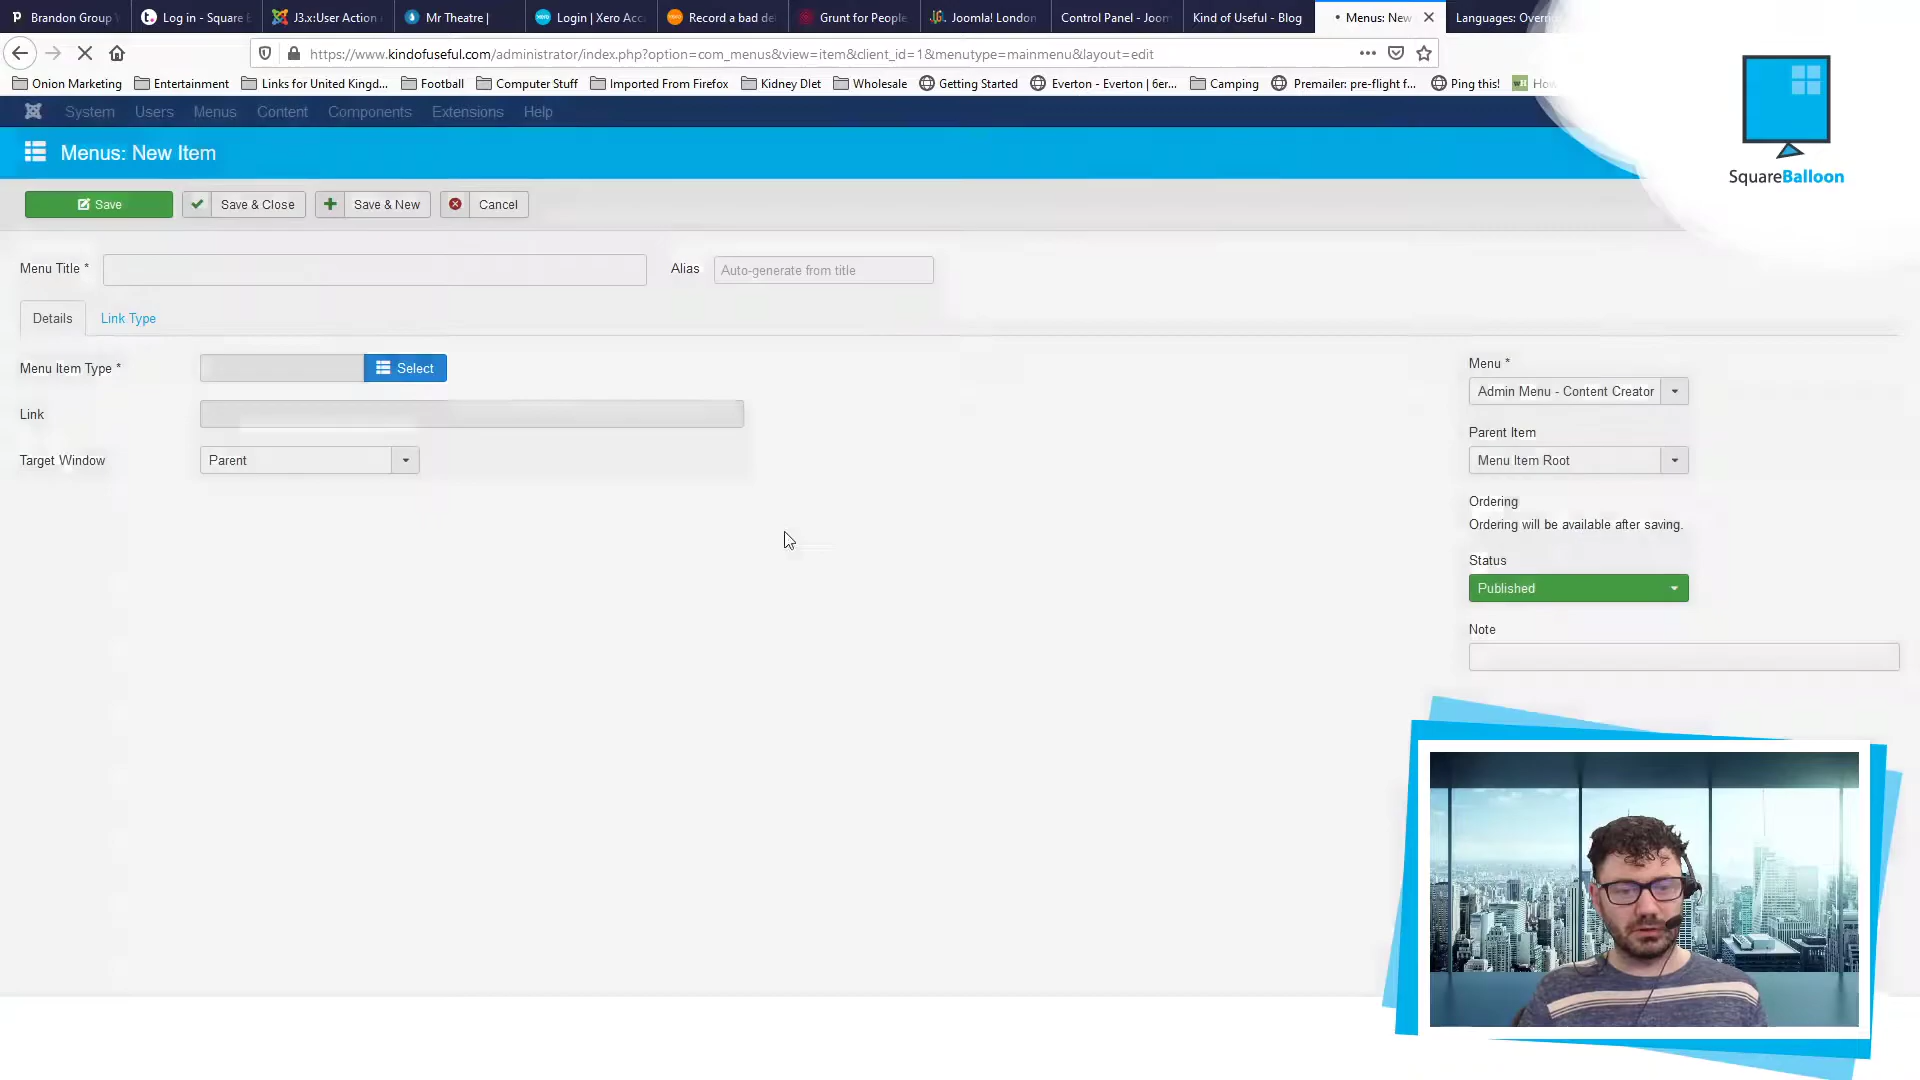 Brandon Group
Log in - Square
J3.x:User Action
Mr Theatre |
Login | Xero Acc
Record a bad de
Grunt for People
Joomla! London
Control Panel - Joom
Kind of Useful - Blog
Menus: New
Languages: Overr
https://www.kindofuseful.com/administrator/index.php?option=com_menus&view=item&client_id=1&menutype=mainmenu&layout=edit
Onion Marketing
Entertainment
Links for United Kingd...
Football
Computer Stuff
Imported From Firefox
Kidney DIet
Wholesale
Getting Started
Everton - Everton | 6er...
Camping
Premailer: pre-flight f...
Ping this!
How
System
Users
Menus
Content
Components
Extensions
Help
SquareBalloon
Menus: New Item
Save
Save & Close
Save & New
Cancel
Menu Title *
Alias
Auto-generate from title
Details
Link Type
Menu Item Type *
Select
Link
Target Window
Parent
Menu *
Admin Menu - Content Creator
Parent Item
Menu Item Root
Ordering
Ordering will be available after saving.
Status
Published
Note